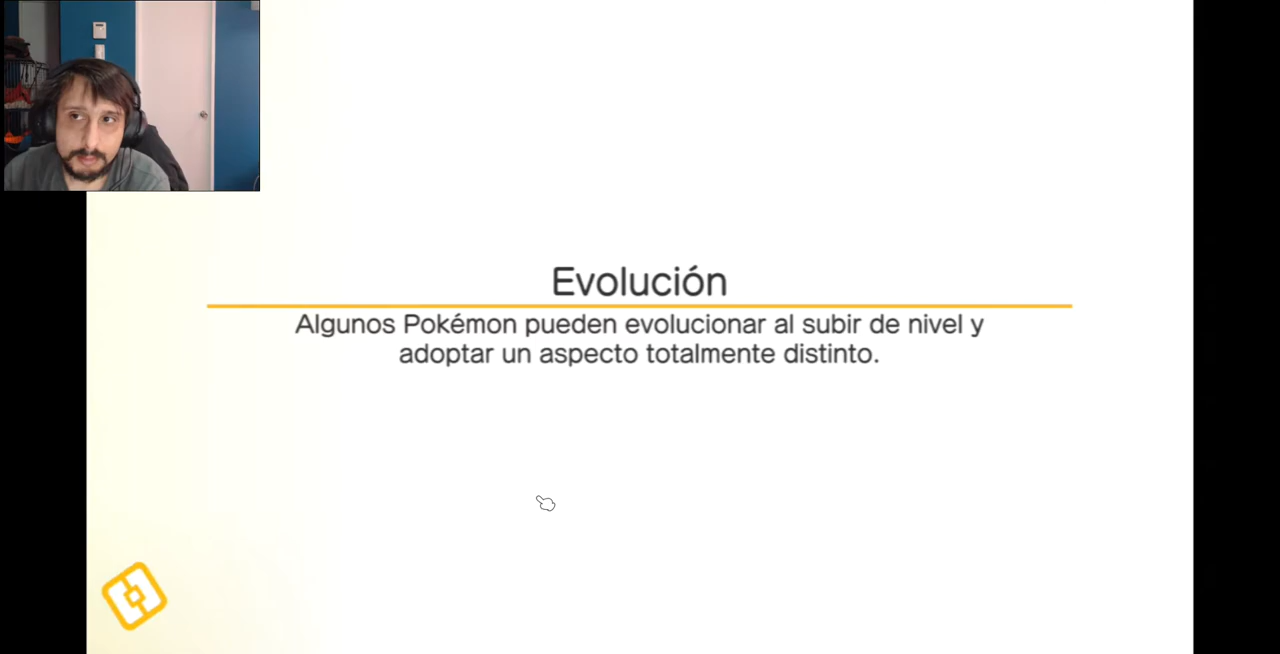 Evolución
Algunos Pokémon pueden evolucionar al subir de nivel y
adoptar un aspecto totalmente distinto.